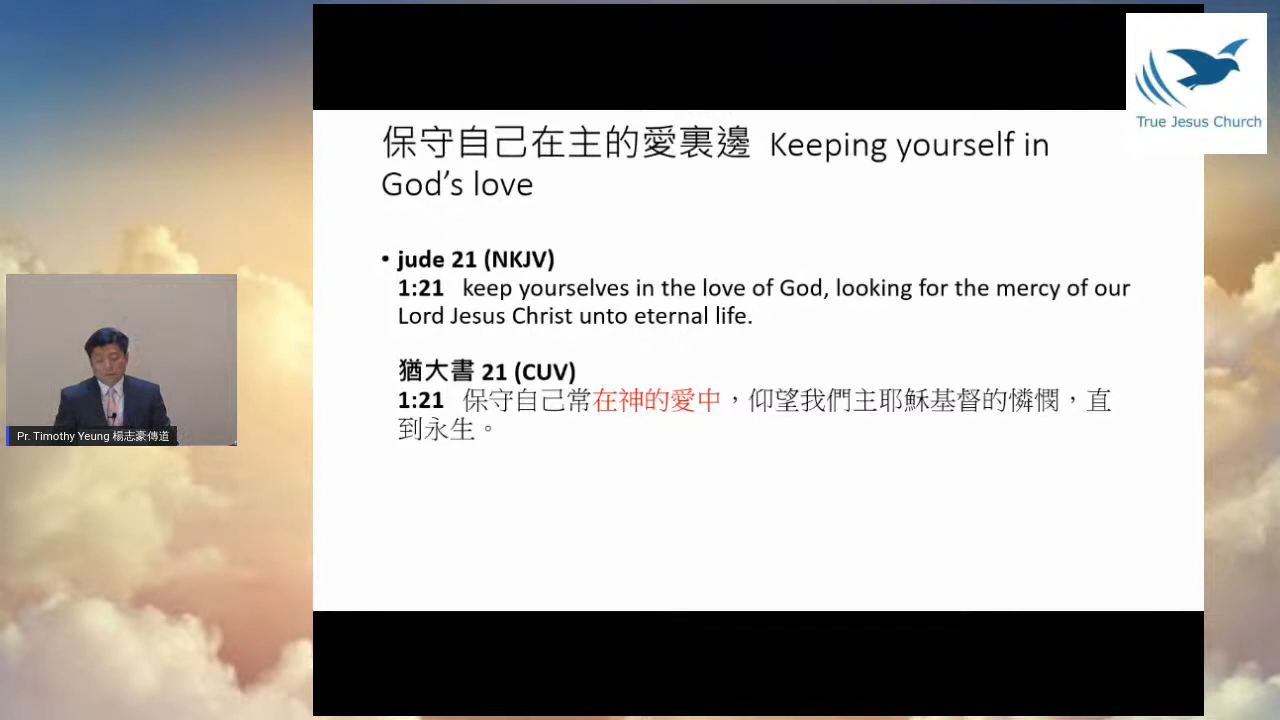 True Jesus Church
保守自己在主的愛裏邊 Keeping yourself in
God’s love
• jude 21 (NKJV)
1:21 keep yourselves in the love of God, looking for the mercy of our
Lord Jesus Christ unto eternal life.
猶大書 21 (CUV)
1:21 保守自己常在神的愛中，仰望我們主耶穌基督的憐憫，直
到永生。
Pr. Timothy Yeung 楊志豪傳道